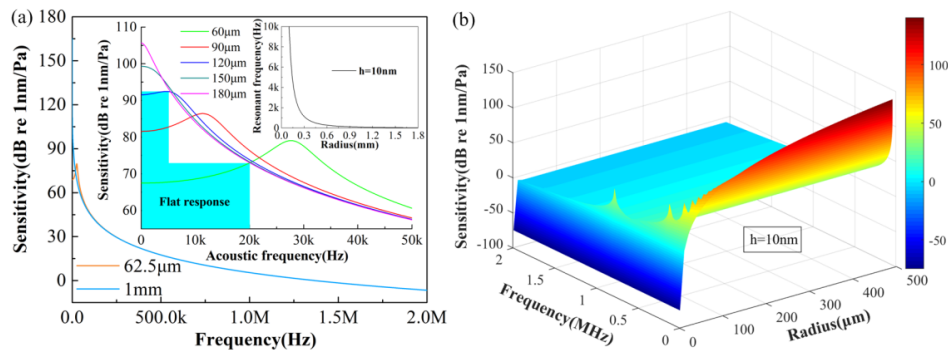 (a)
180
150
120
90
60
30
0
Sensitivity(dB re 1nm/Pa)
62.5μm
1mm
0.0
500.0k
1.0M
1.5M
2.0M
Frequency(Hz)
110
100
90
80
70
60
Sensitivity(dB re 1nm/Pa)
60μm
90μm
120μm
150μm
180μm
Flat response
0
10k
20k
30k
40k
50k
Acoustic frequency(Hz)
10k
8k
6k
4k
2k
0
Resonant frequency(Hz)
h=10nm
0.0
0.3
0.6
0.9
1.2
1.5
1.8
Radius(mm)
(b)
150
100
50
0
-50
-100
Sensitivity(dB re 1nm/Pa)
2
1.5
1
0.5
0
Frequency(MHz)
0
100
200
300
400
500
Radius(μm)
h=10nm
100
50
0
-50